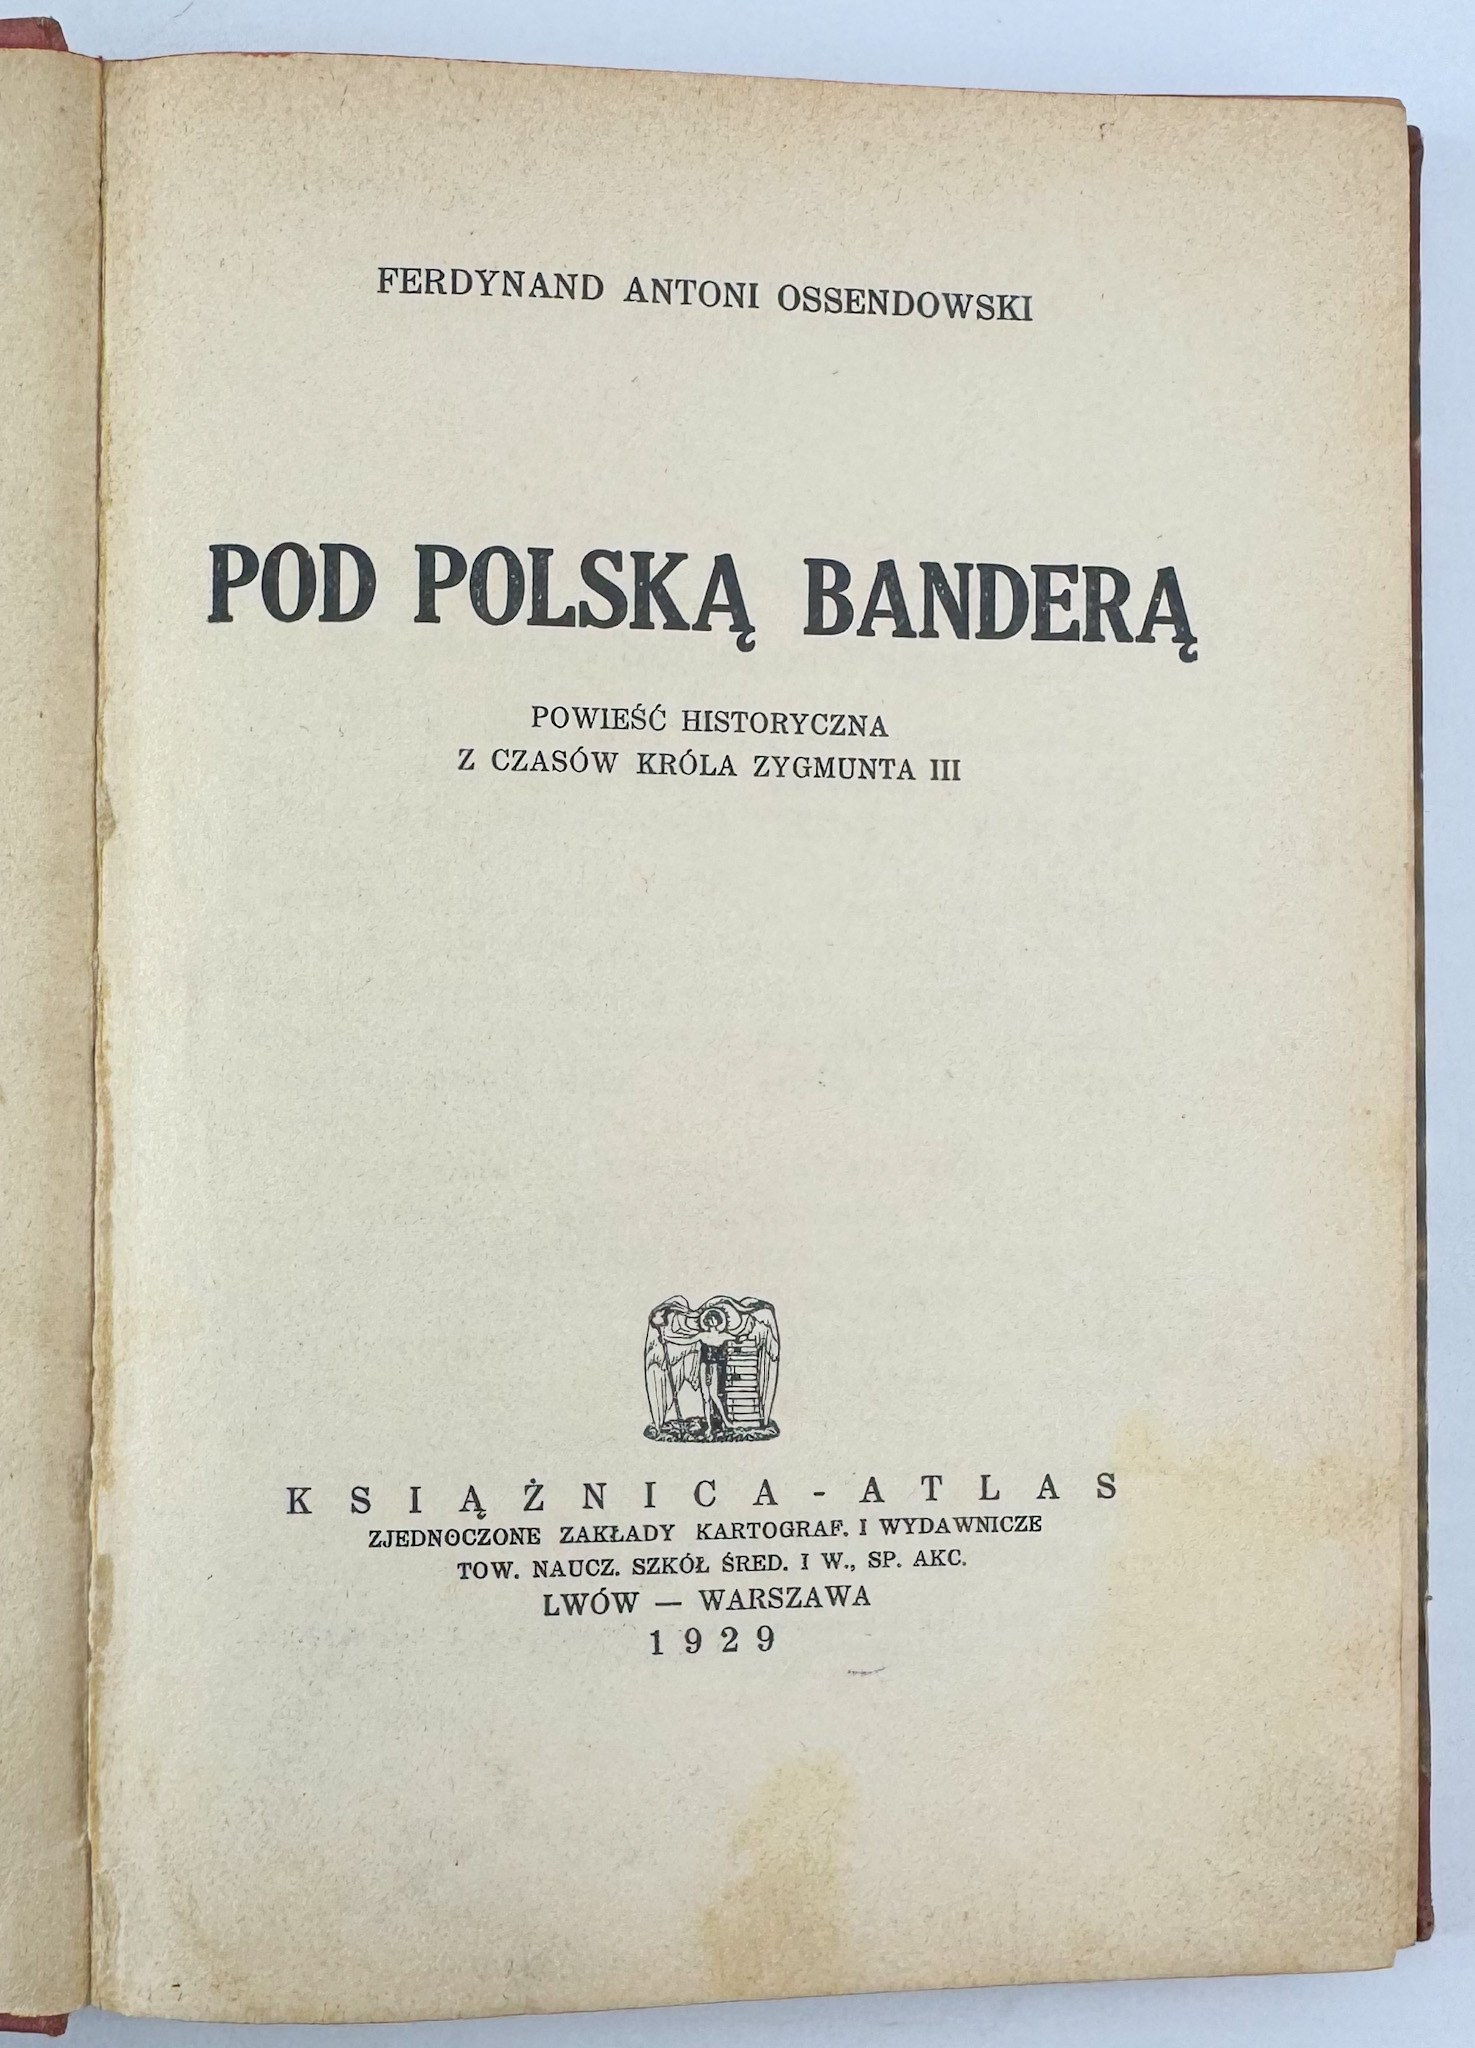 FERDYNAND ANTONI OSSENDOWSKI
POD POLSKĄ BANDERĄ
POWIEŚĆ HISTORYCZNA
Z CZASÓW KRÓLA ZYGMUNTA III
KSIĄŻNICA-ATLAS
ZJEDNOCZONE ZAKŁADY KARTOGRAF. I WYDAWNICZE
TOW. NAUCZ. SZKÓŁ ŚRED. I W., SP. AKC.
LWÓW — WARSZAWA
1929